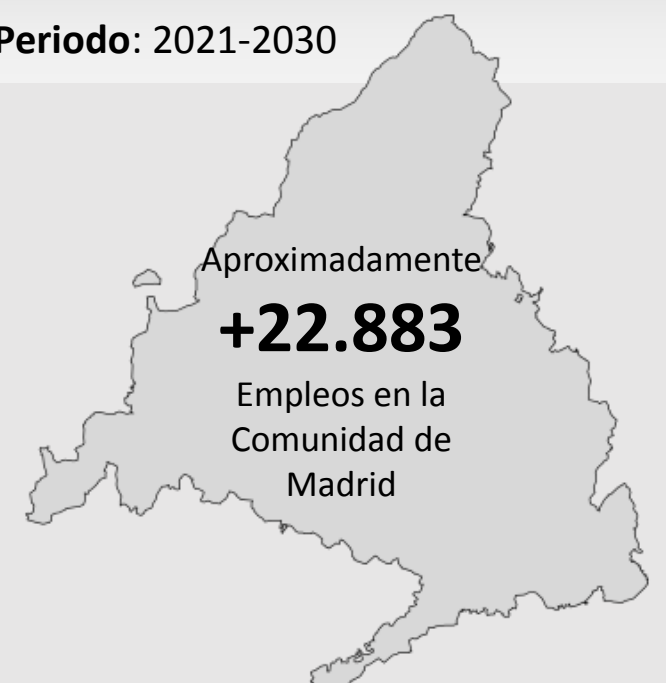 Periodo: 2021-2030
Aproximadamente
+22.883
Empleos en la
Comunidad de
Madrid